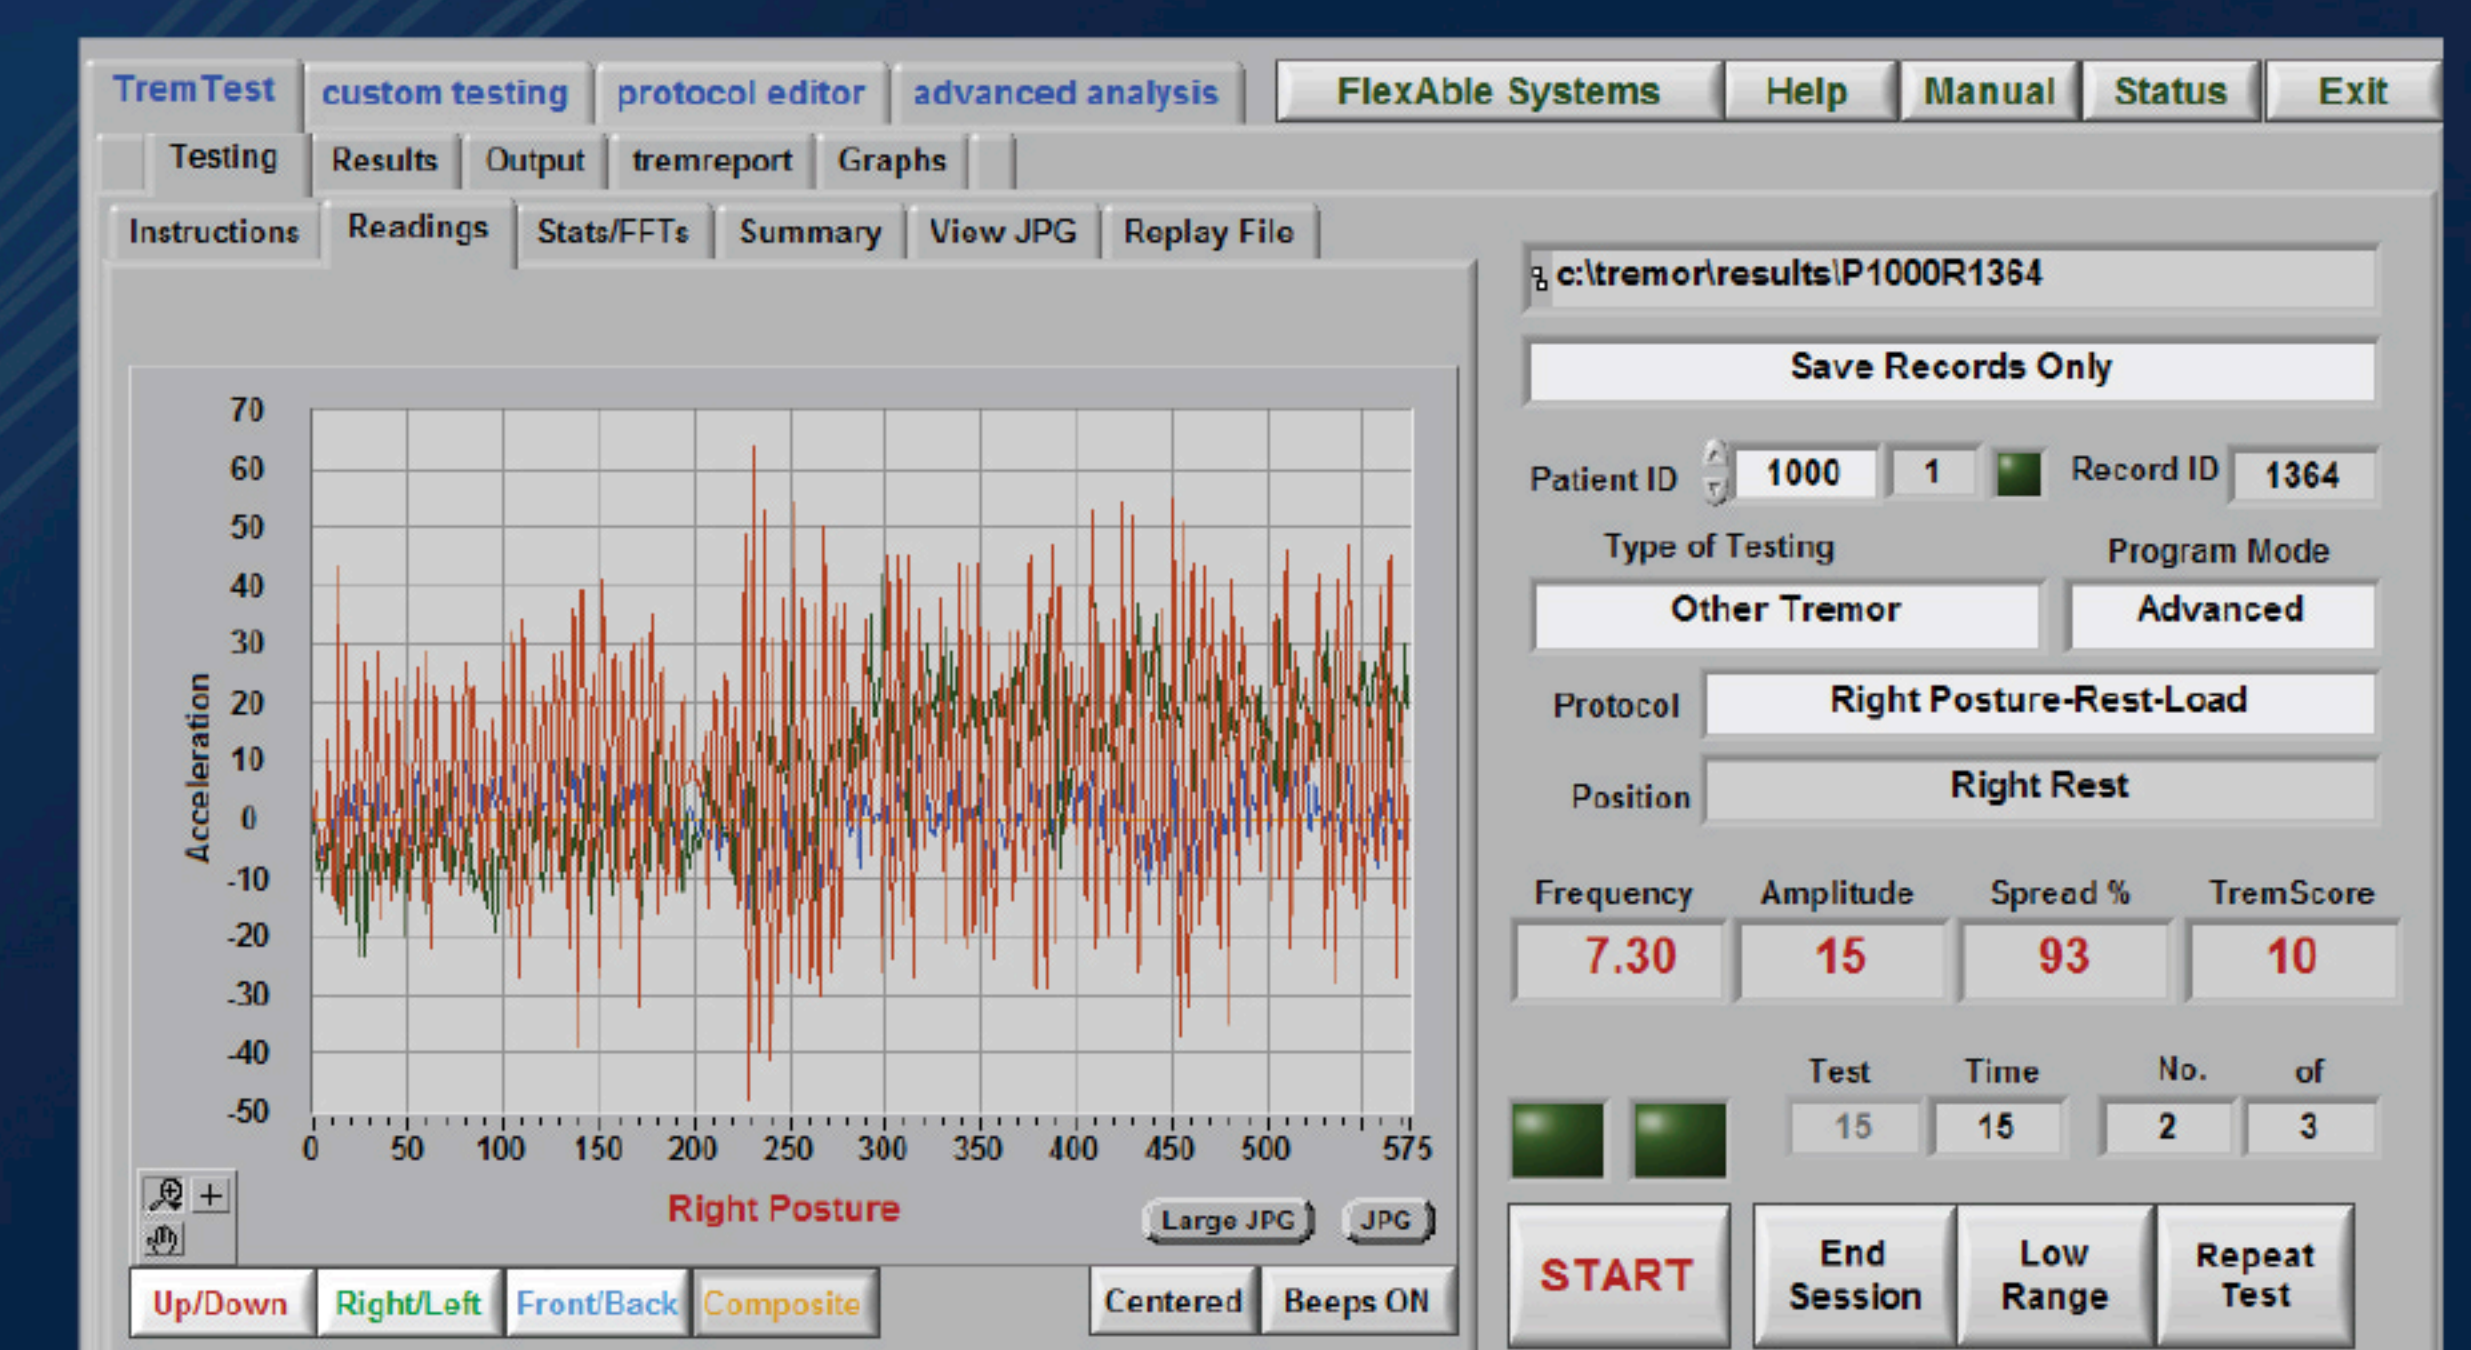 TremTest custom testing protocol editor advanced analysis FlexAble Systems Help Manual Status Exit
Testing Results Output tremreport Graphs
Instructions Readings Stats/FFTs Summary View JPG Replay File
c:\tremor\results\P1000R1364
Save Records Only
Patient ID 1000 1 Record ID 1364
Type of Testing Program Mode
Other Tremor Advanced
Protocol Right Posture-Rest-Load
Position Right Rest
Frequency Amplitude Spread % TremScore
7.30 15 93 10
Test Time No. of
15 15 2 3
START End Session Low Range Repeat Test
Acceleration
70
60
50
40
30
20
10
0
-10
-20
-30
-40
-50
0 50 100 150 200 250 300 350 400 450 500 575
Right Posture Large JPG JPG
Up/Down Right/Left Front/Back Composite Centered Beeps ON